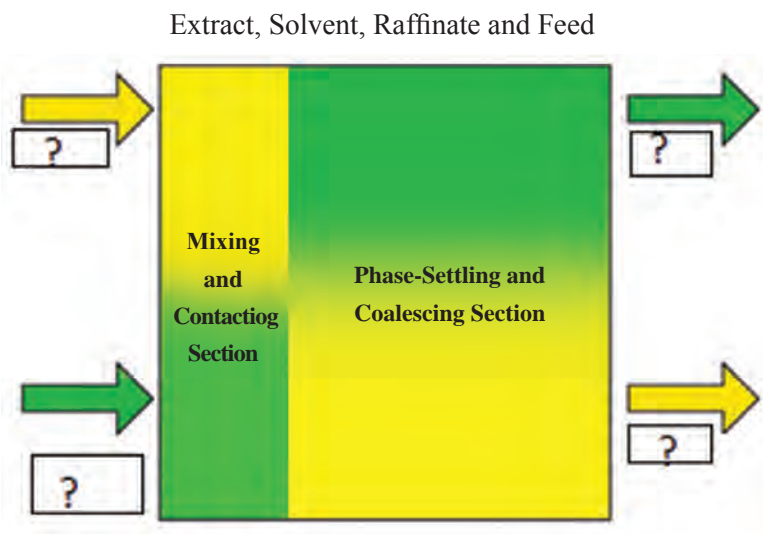 Extract, Solvent, Raffinate and Feed
?
?
Mixing
and
Contactiog
Section
Phase-Settling and
Coalescing Section
?
?